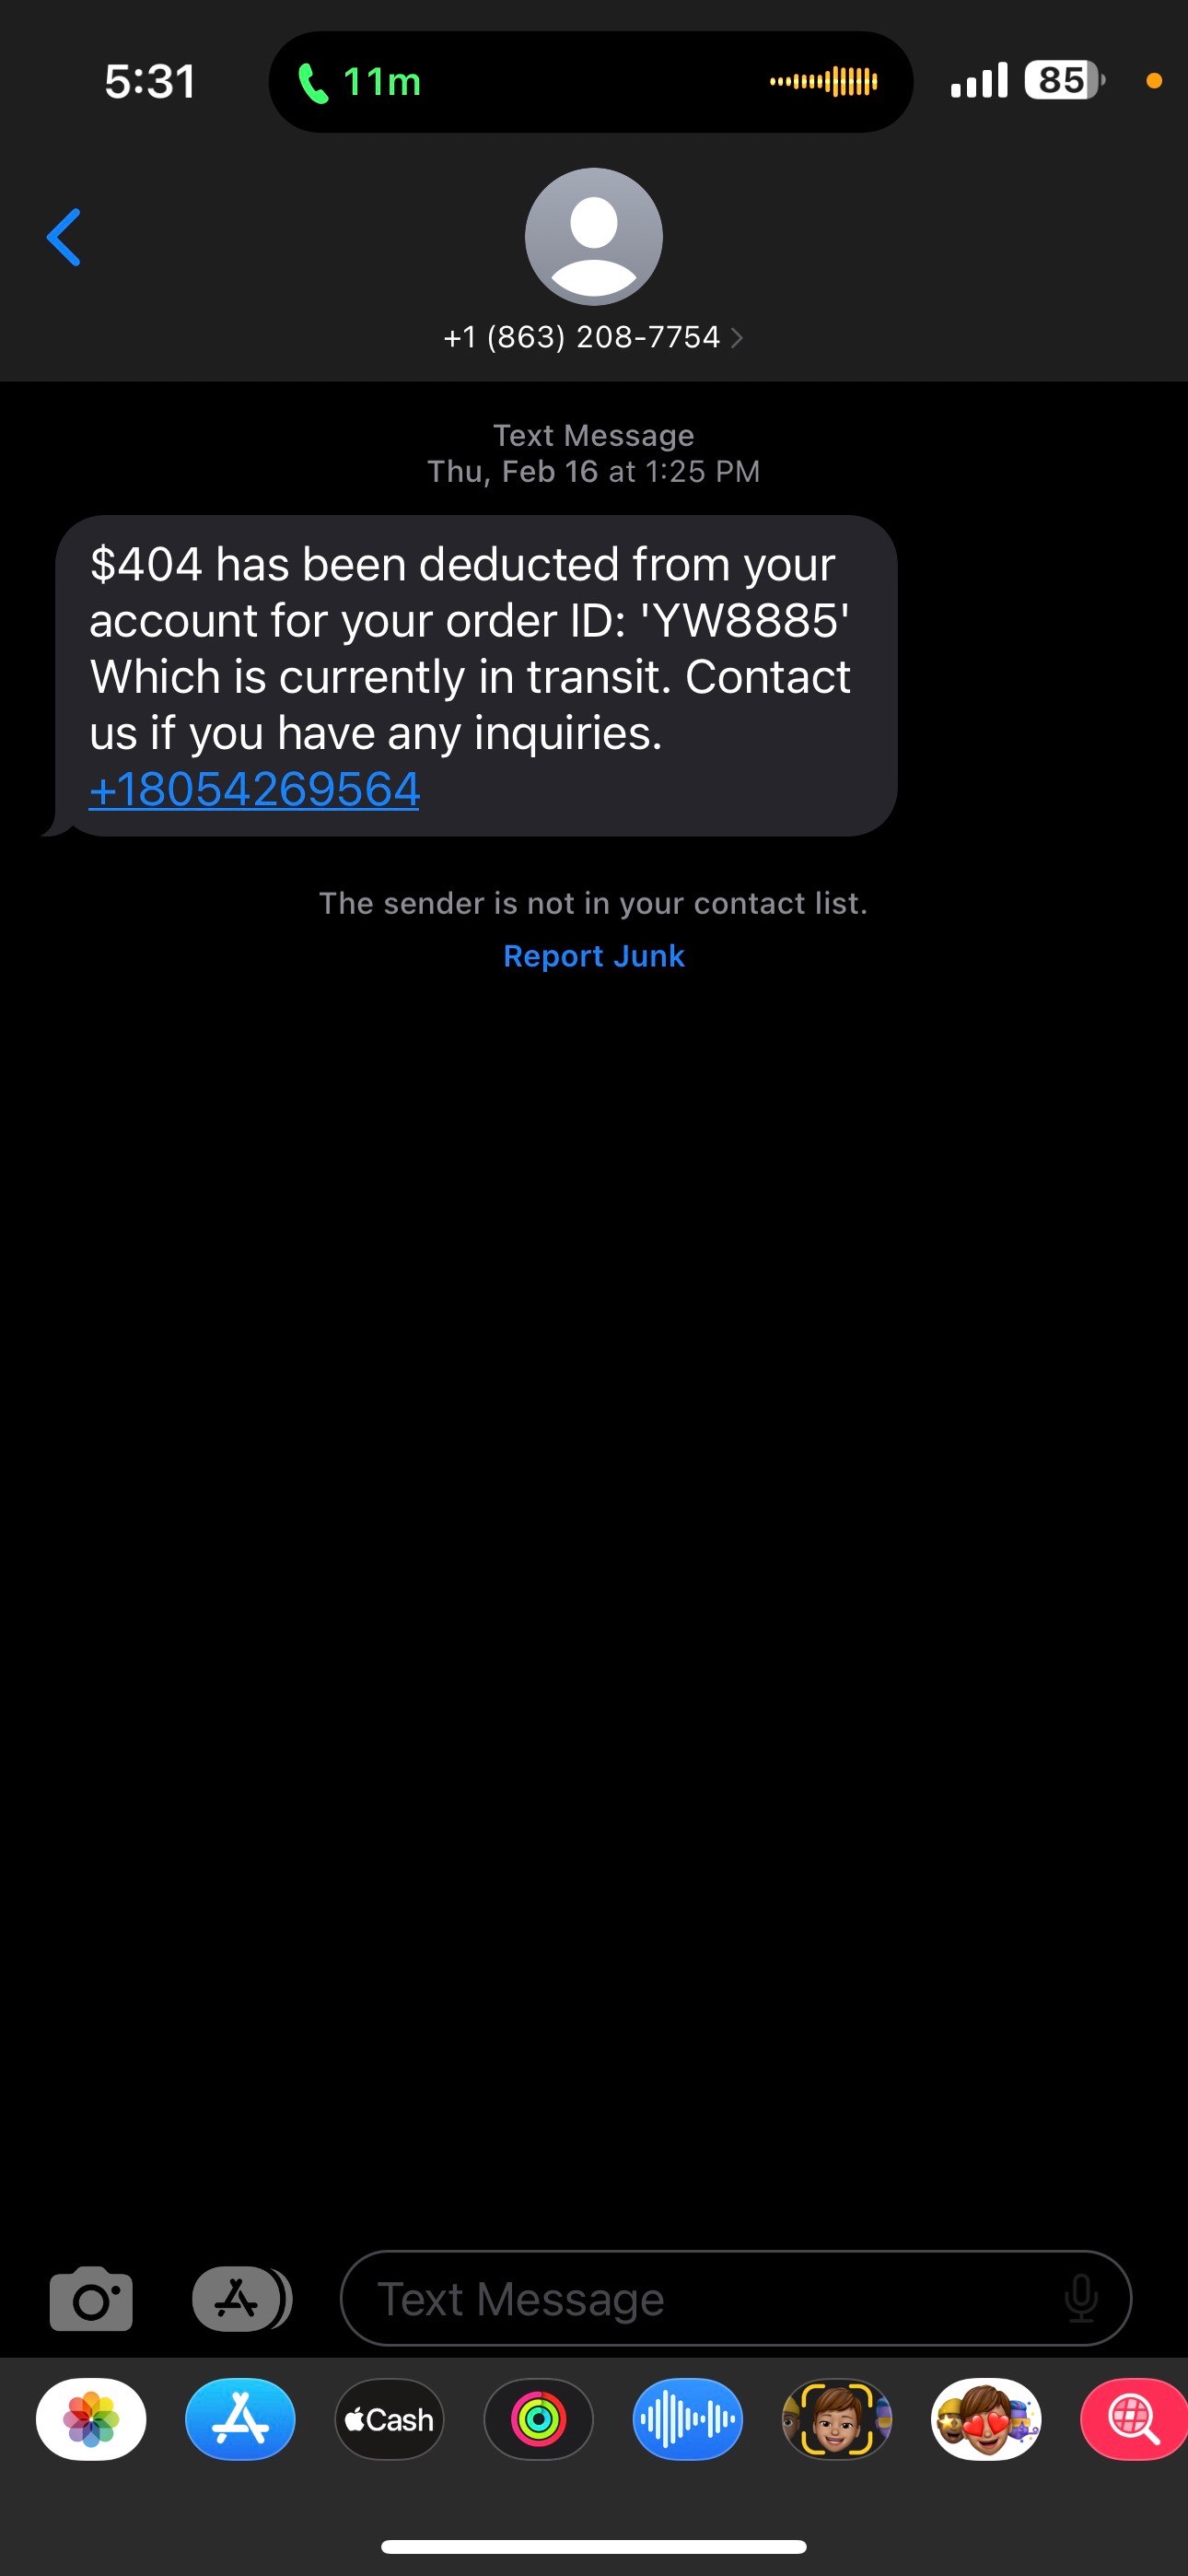 5:31
11m
85
+1 (863) 208-7754
Text Message
Thu, Feb 16 at 1:25 PM
$404 has been deducted from your
account for your order ID: 'YW8885'
Which is currently in transit. Contact
us if you have any inquiries.
+18054269564
The sender is not in your contact list.
Report Junk
Text Message
Cash